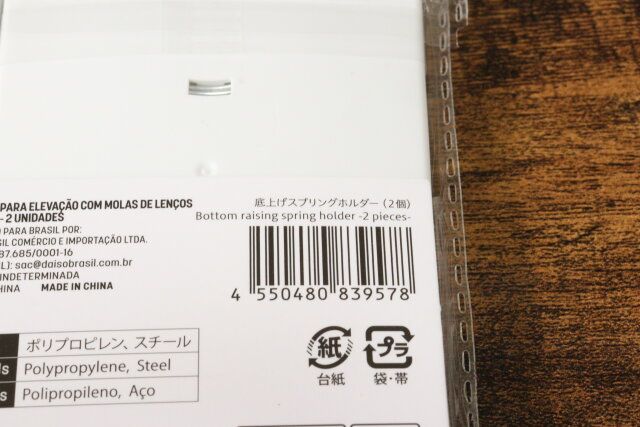 PARA ELEVAÇÃO COM MOLAS DE LENÇOS
- 2 UNIDADES
PARA BRASIL POR:
SIL COMÉRCIO E IMPORTAÇÃO LTDA.
87.685/0001-16
IL): sac@daisobrasil.com.br
INDETERMINADA
CHINA MADE IN CHINA
底上げスプリングホルダー(2個)
Bottom raising spring holder -2 pieces-
4 550480 839578
ポリプロピレン、スチール
ls Polypropylene, Steel
s Polipropileno, Aço
紙
台紙
プラ
袋・帯